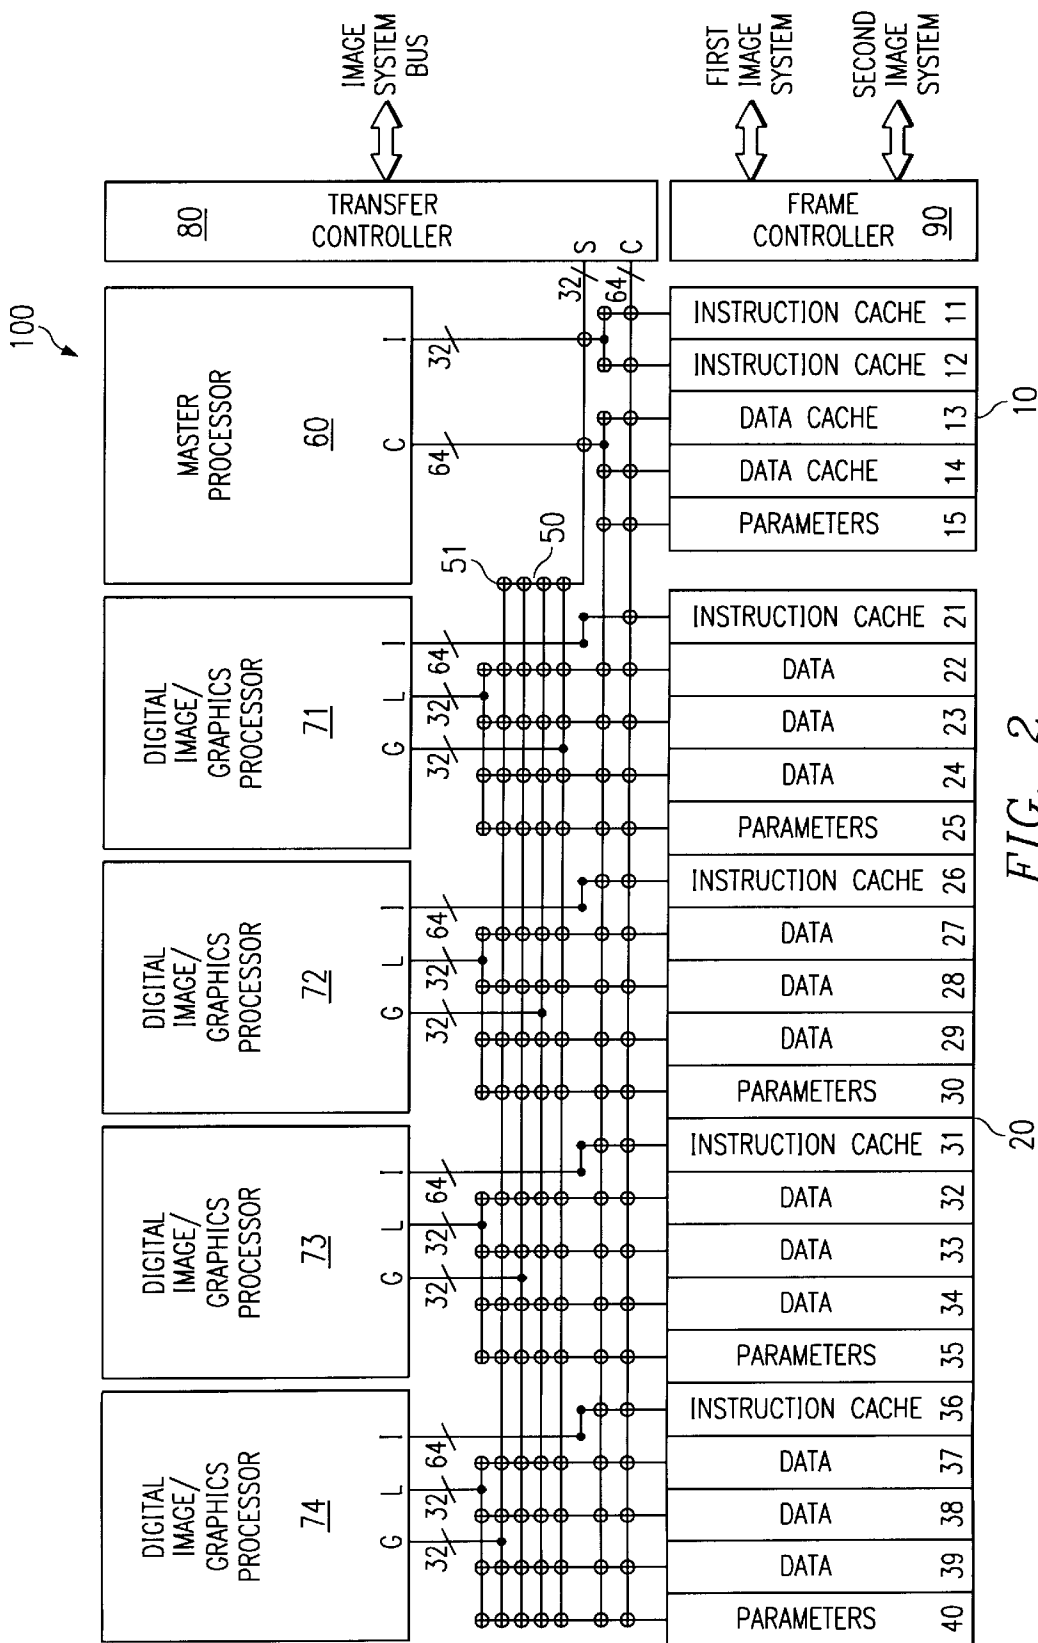 100
DIGITAL
IMAGE/
GRAPHICS
PROCESSOR
74
G
L
I
32
32
64
DIGITAL
IMAGE/
GRAPHICS
PROCESSOR
73
G
L
I
32
32
64
DIGITAL
IMAGE/
GRAPHICS
PROCESSOR
72
G
L
I
32
32
64
DIGITAL
IMAGE/
GRAPHICS
PROCESSOR
71
G
L
I
32
32
64
MASTER
PROCESSOR
60
C
I
64
32
51
50
80
TRANSFER
CONTROLLER
S
C
32
64
IMAGE
SYSTEM
BUS
FRAME
CONTROLLER
90
FIRST
IMAGE
SYSTEM
SECOND
IMAGE
SYSTEM
PARAMETERS 40
DATA 39
DATA 38
DATA 37
INSTRUCTION CACHE 36
PARAMETERS 35
DATA 34
DATA 33
DATA 32
INSTRUCTION CACHE 31
PARAMETERS 30
DATA 29
DATA 28
DATA 27
INSTRUCTION CACHE 26
PARAMETERS 25
DATA 24
DATA 23
DATA 22
INSTRUCTION CACHE 21
PARAMETERS 15
DATA CACHE 14
DATA CACHE 13
INSTRUCTION CACHE 12
INSTRUCTION CACHE 11
20
10
FIG. 2